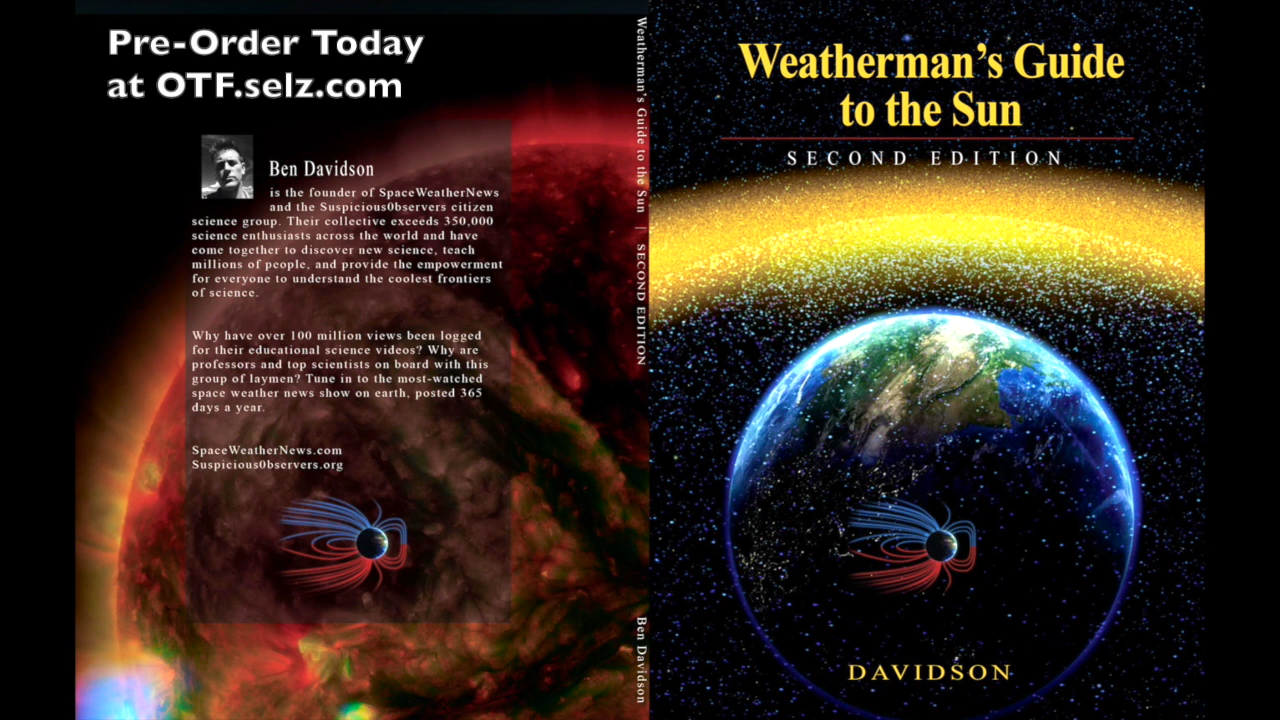 Pre-Order Today
at OTF.selz.com
Ben Davidson
is the founder of SpaceWeatherNews
and the Suspicious0bservers citizen
science group. Their collective exceeds 350,000
science enthusiasts across the world and have
come together to discover new science, teach
millions of people, and provide the empowerment
for everyone to understand the coolest frontiers
of science.
Why have over 100 million views been logged
for their educational science videos? Why are
professors and top scientists on board with this
group of laymen? Tune in to the most-watched
space weather news show on earth, posted 365
days a year.
SpaceWeatherNews.com
Suspicious0bservers.org
Weatherman's Guide to the Sun | SECOND EDITION
Ben Davidson
Weatherman's Guide
to the Sun
SECOND EDITION
DAVIDSON